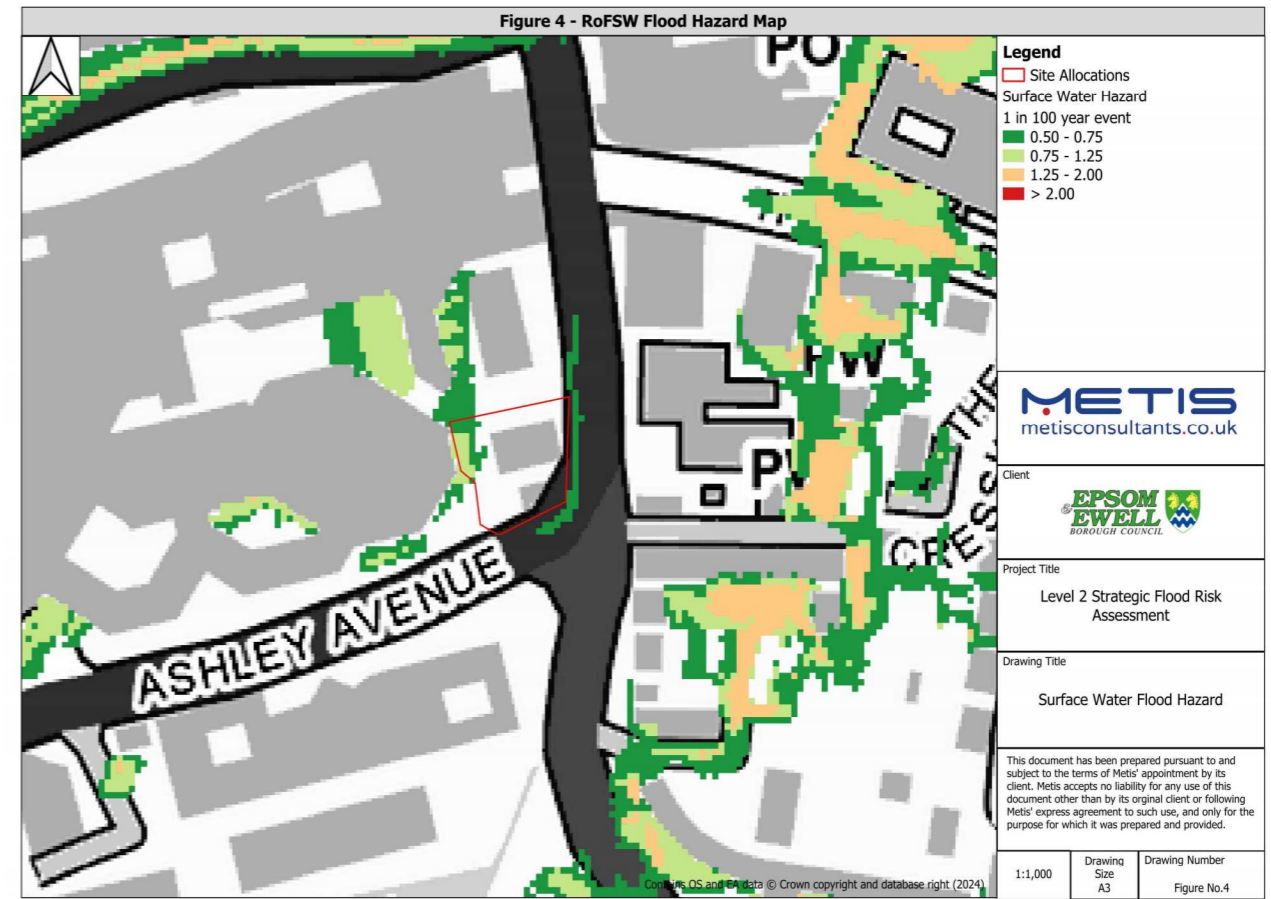 Figure 4 - RoFSW Flood Hazard Map
PO
PW
PW
THE
CRESS
ASHLEY AVENUE
Contains OS and EA data © Crown copyright and database right (2024)
Legend
Site Allocations
Surface Water Hazard
1 in 100 year event
0.50 - 0.75
0.75 - 1.25
1.25 - 2.00
> 2.00
METIS
metisconsultants.co.uk
Client
EPSOM
& EWELL
BOROUGH COUNCIL
Project Title
Level 2 Strategic Flood Risk
Assessment
Drawing Title
Surface Water Flood Hazard
This document has been prepared pursuant to and
subject to the terms of Metis' appointment by its
client. Metis accepts no liability for any use of this
document other than by its orginal client or following
Metis' express agreement to such use, and only for the
purpose for which it was prepared and provided.
1:1,000
Drawing
Size
A3
Drawing Number
Figure No.4